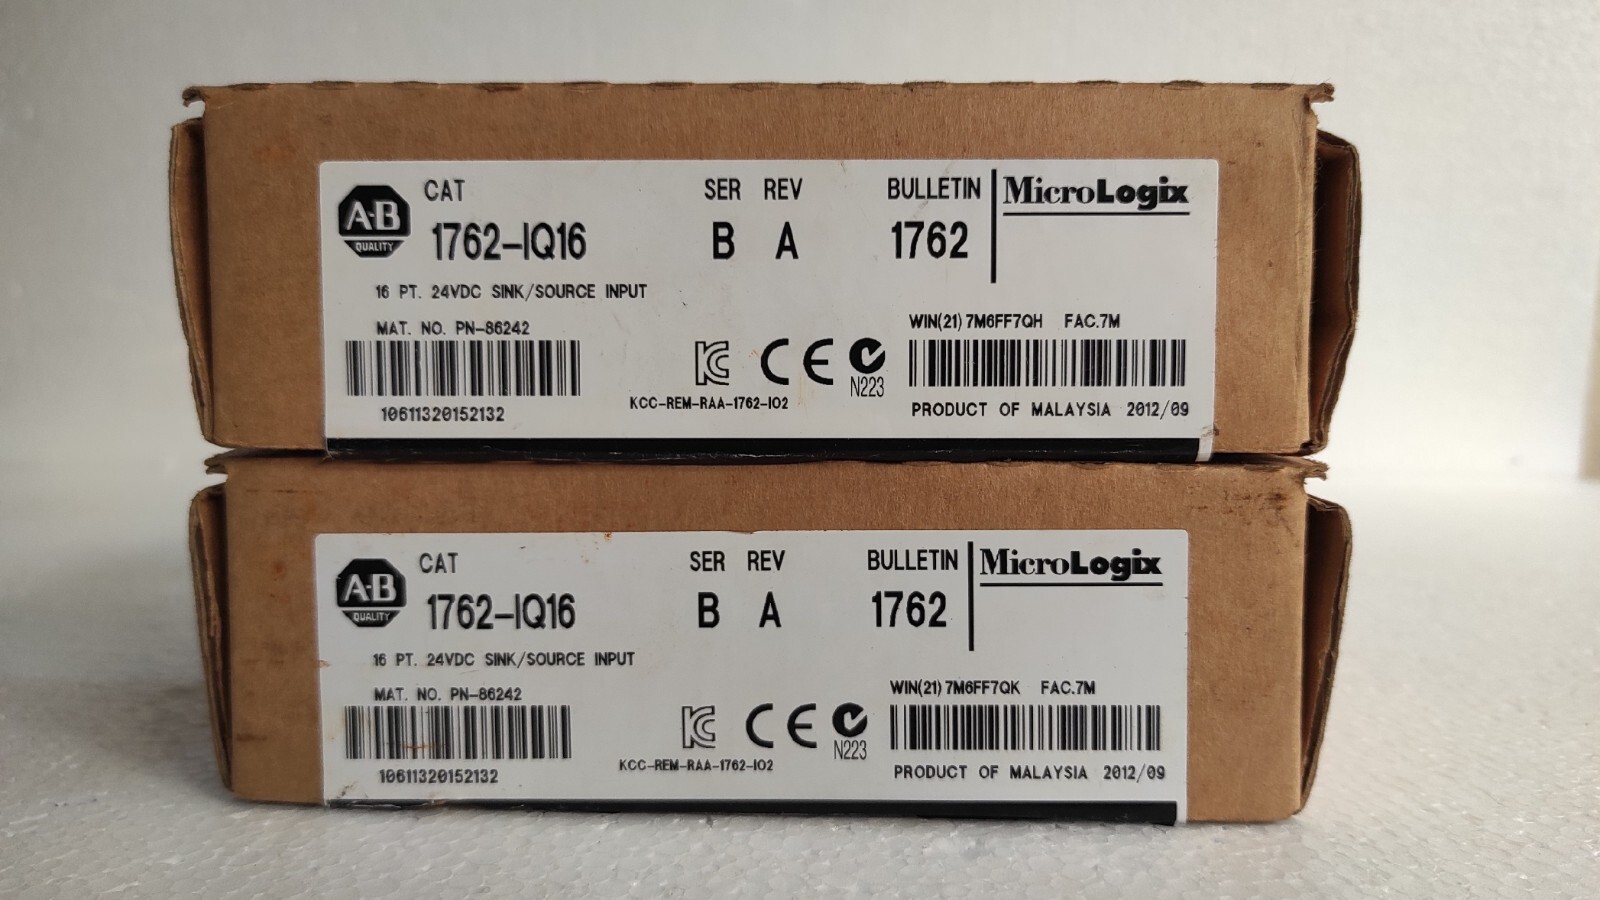 A-B
QUALITY
CAT
1762-IQ16
SER REV
B A
BULLETIN
1762
MicroLogix
16 PT. 24VDC SINK/SOURCE INPUT
MAT. NO. PN-86242
10611320152132
KC CE N223
KCC-REM-RAA-1762-IO2
WIN(21) 7M6FF7QH FAC.7M
PRODUCT OF MALAYSIA 2012/09
A-B
QUALITY
CAT
1762-IQ16
SER REV
B A
BULLETIN
1762
MicroLogix
16 PT. 24VDC SINK/SOURCE INPUT
MAT. NO. PN-86242
10611320152132
KC CE N223
KCC-REM-RAA-1762-IO2
WIN(21) 7M6FF7QK FAC.7M
PRODUCT OF MALAYSIA 2012/09